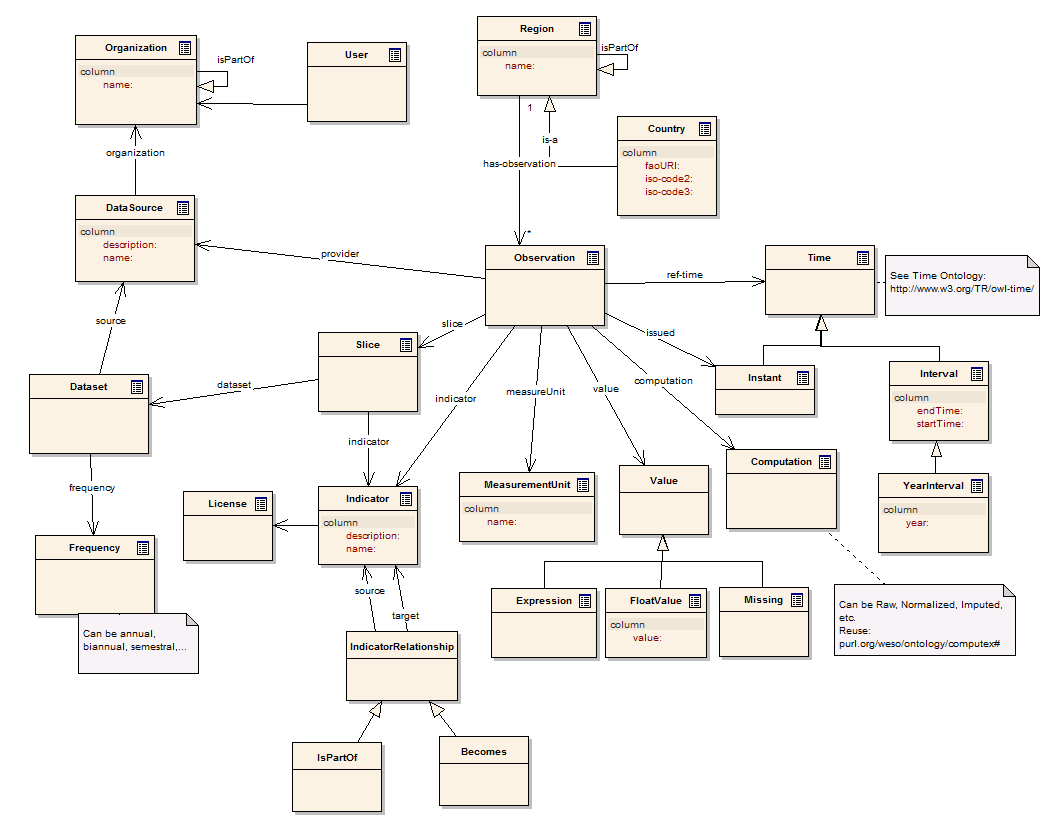 Organization
column
name:
isPartOf
User
Region
column
name:
isPartOf
1
is-a
has-observation
*
Country
column
faoURI:
iso-code2:
iso-code3:
organization
DataSource
column
description:
name:
provider
Observation
ref-time
Time
See Time Ontology:
http://www.w3.org/TR/owl-time/
source
slice
issued
Slice
Dataset
dataset
indicator
measureUnit
value
computation
Instant
Interval
column
endTime:
startTime:
indicator
frequency
License
Indicator
column
description:
name:
MeasurementUnit
column
name:
Value
Computation
YearInterval
column
year:
Frequency
Can be annual,
biannual, semestral,...
source
target
Expression
FloatValue
column
value:
Missing
Can be Raw, Normalized, Imputed,
etc.
Reuse:
purl.org/weso/ontology/computex#
IndicatorRelationship
IsPartOf
Becomes